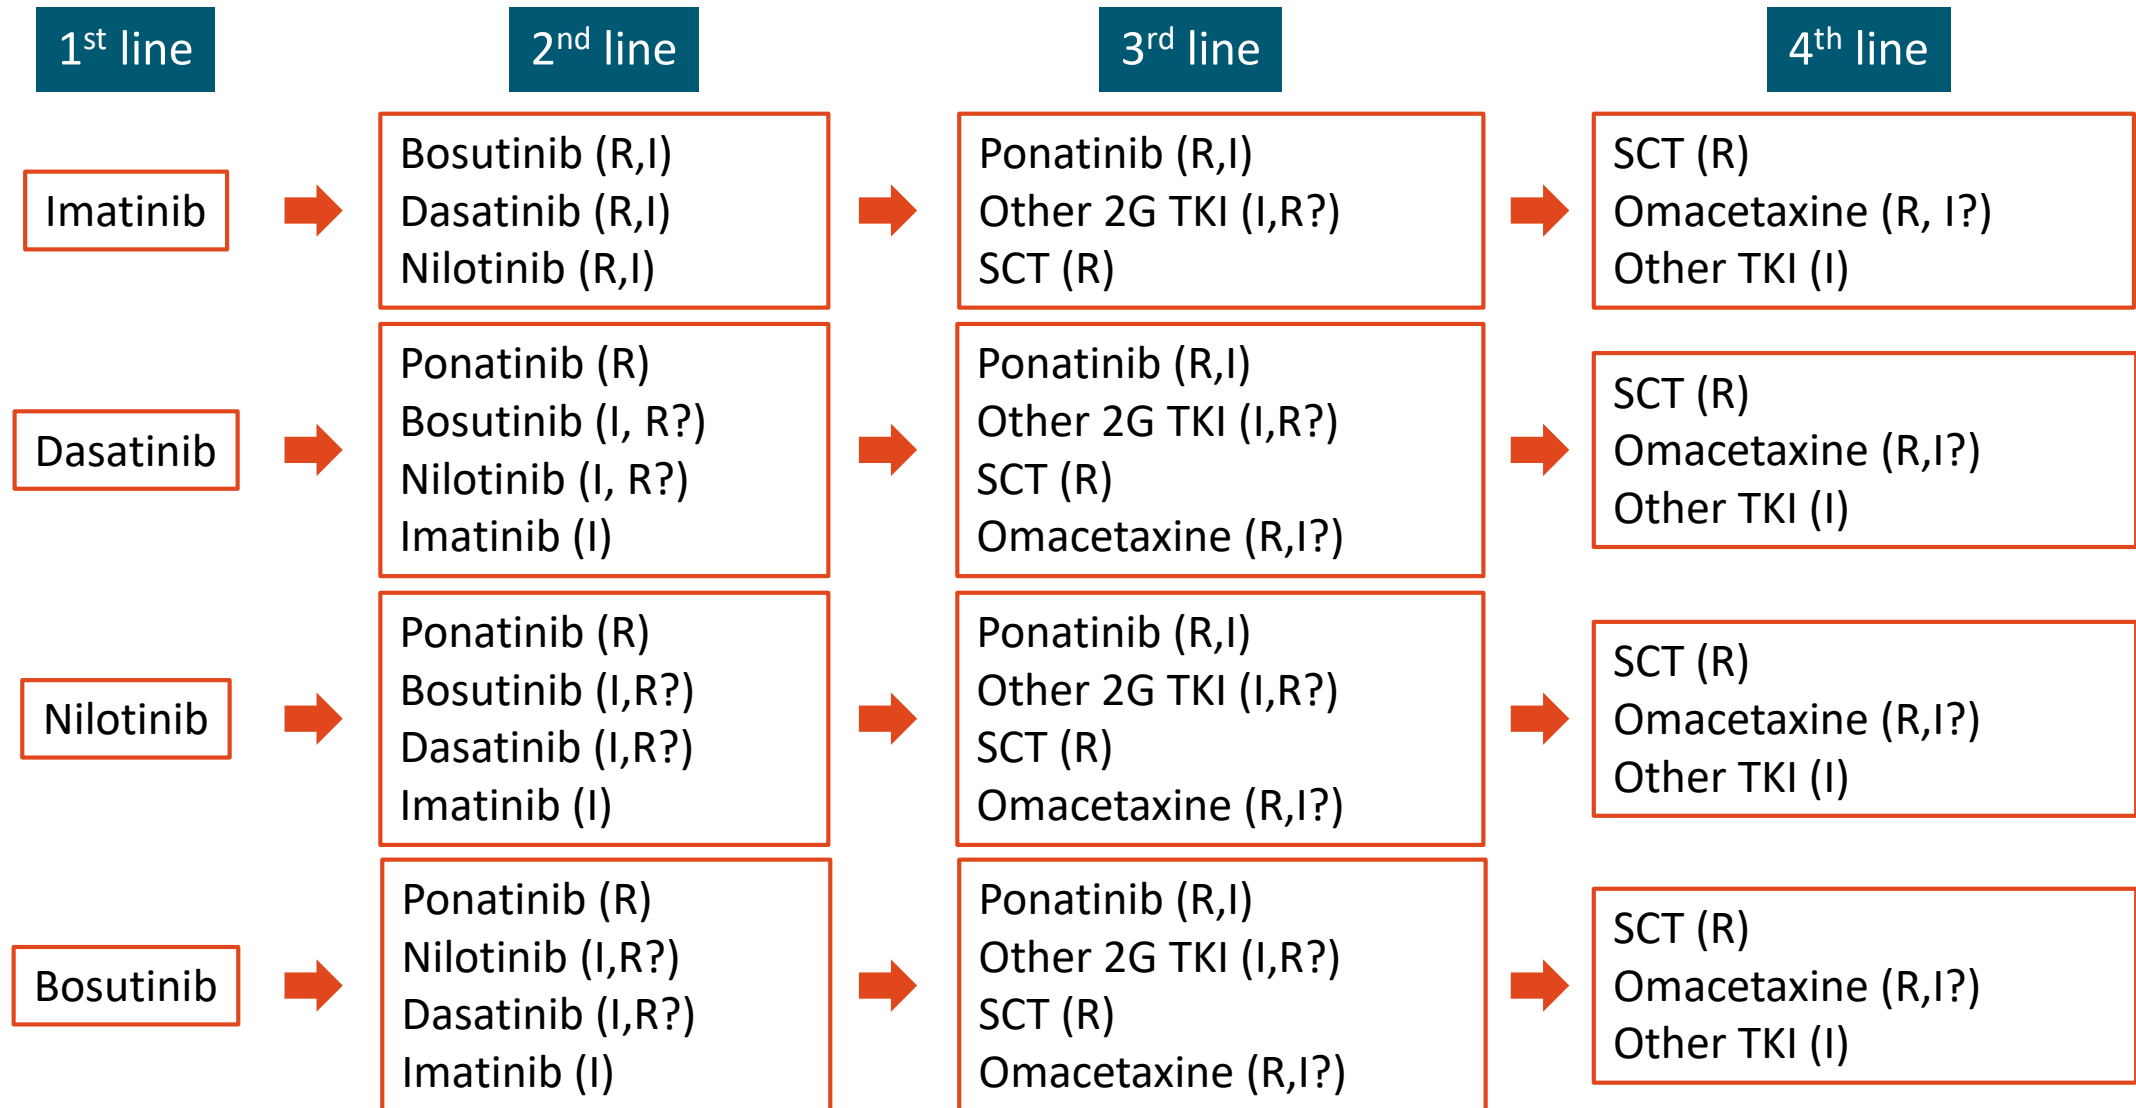 1st line
2nd line
3rd line
4th line
Imatinib
Bosutinib (R,I)
Dasatinib (R,I)
Nilotinib (R,I)
Ponatinib (R,I)
Other 2G TKI (I,R?)
SCT (R)
SCT (R)
Omacetaxine (R, I?)
Other TKI (I)
Dasatinib
Ponatinib (R)
Bosutinib (I, R?)
Nilotinib (I, R?)
Imatinib (I)
Ponatinib (R,I)
Other 2G TKI (I,R?)
SCT (R)
Omacetaxine (R,I?)
SCT (R)
Omacetaxine (R,I?)
Other TKI (I)
Nilotinib
Ponatinib (R)
Bosutinib (I,R?)
Dasatinib (I,R?)
Imatinib (I)
Ponatinib (R,I)
Other 2G TKI (I,R?)
SCT (R)
Omacetaxine (R,I?)
SCT (R)
Omacetaxine (R,I?)
Other TKI (I)
Bosutinib
Ponatinib (R)
Nilotinib (I,R?)
Dasatinib (I,R?)
Imatinib (I)
Ponatinib (R,I)
Other 2G TKI (I,R?)
SCT (R)
Omacetaxine (R,I?)
SCT (R)
Omacetaxine (R,I?)
Other TKI (I)